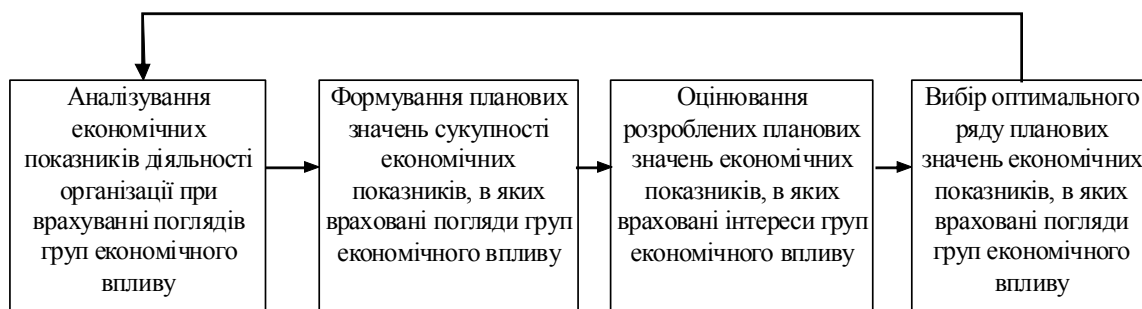 Аналізування
економічних
показників діяльності
організації при
врахуванні поглядів
груп економічного
впливу
Формування планових
значень сукупності
економічних
показників, в яких
враховані погляди груп
економічного впливу
Оцінювання
розроблених планових
значень економічних
показників, в яких
враховані інтереси груп
економічного впливу
Вибір оптимального
ряду планових
значень економічних
показників, в яких
враховані погляди
груп економічного
впливу